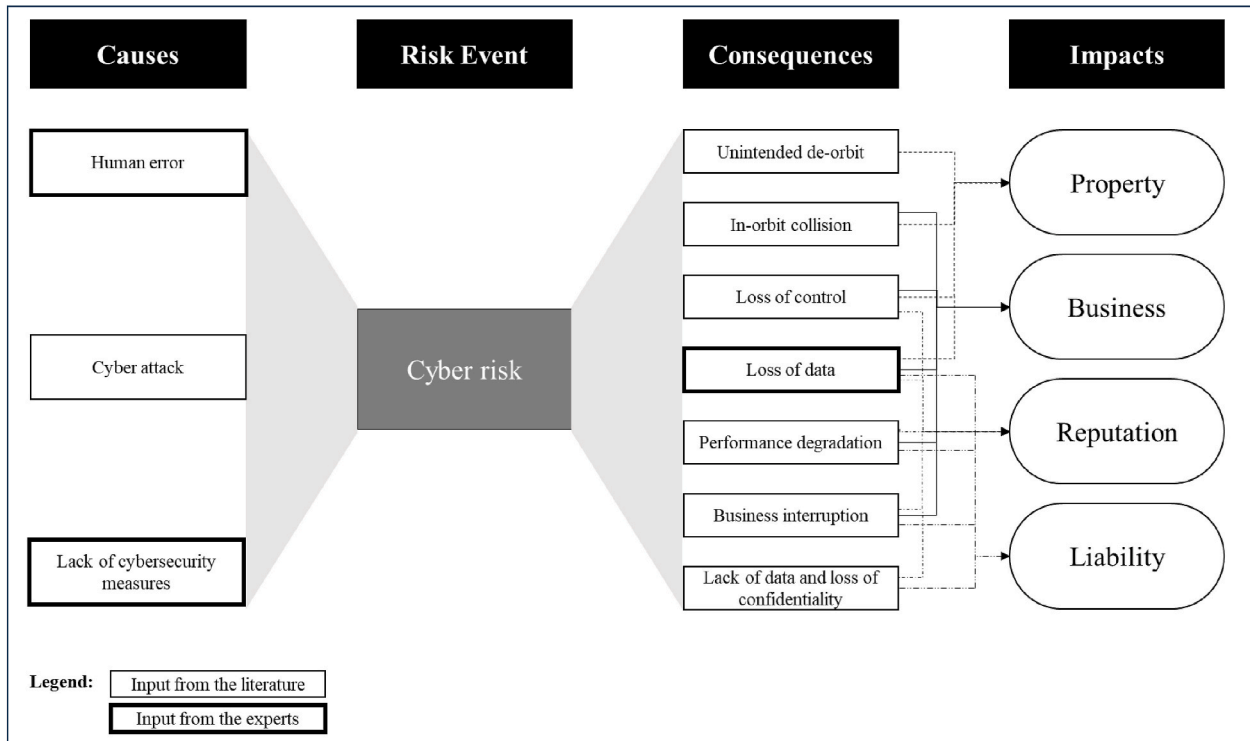 Causes
Risk Event
Consequences
Impacts
Human error
Cyber attack
Lack of cybersecurity
measures
Cyber risk
Unintended de-orbit
In-orbit collision
Loss of control
Loss of data
Performance degradation
Business interruption
Lack of data and loss of
confidentiality
Property
Business
Reputation
Liability
Legend:
Input from the literature
Input from the experts